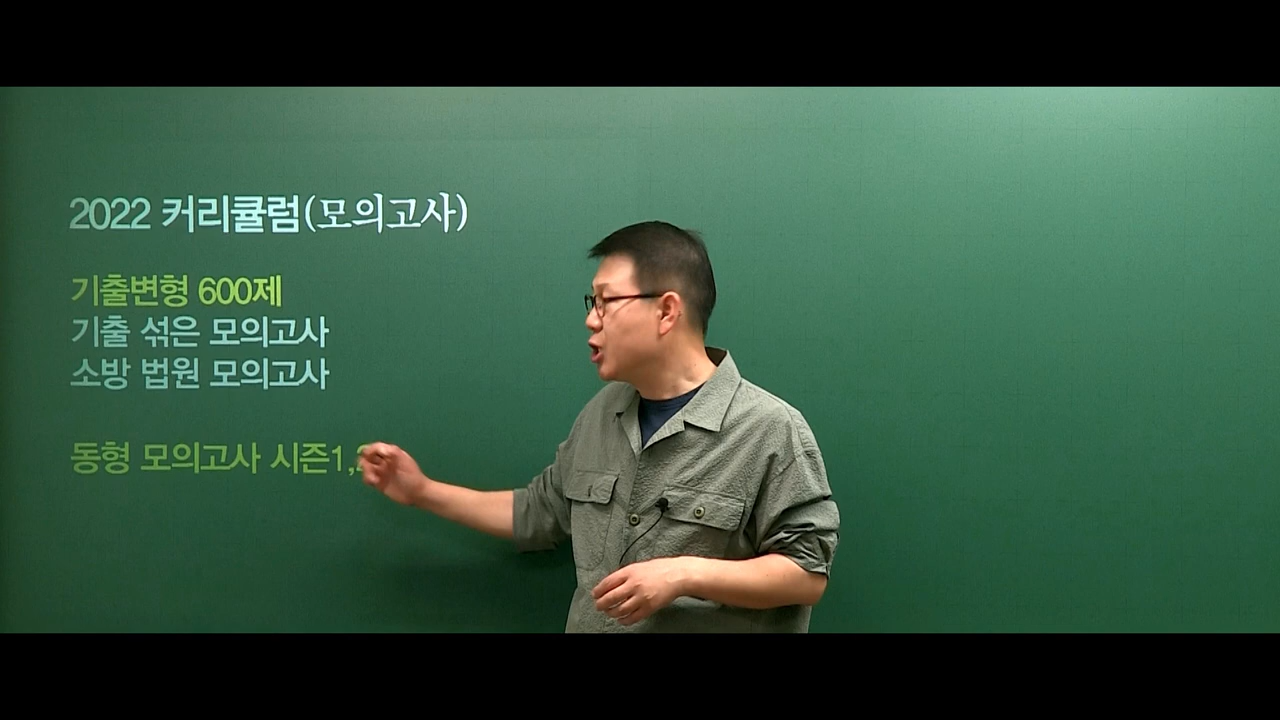 2022 커리큘럼(모의고사)
기출변형 600제
기출 섞은 모의고사
소방 법원 모의고사
동형 모의고사 시즌1,